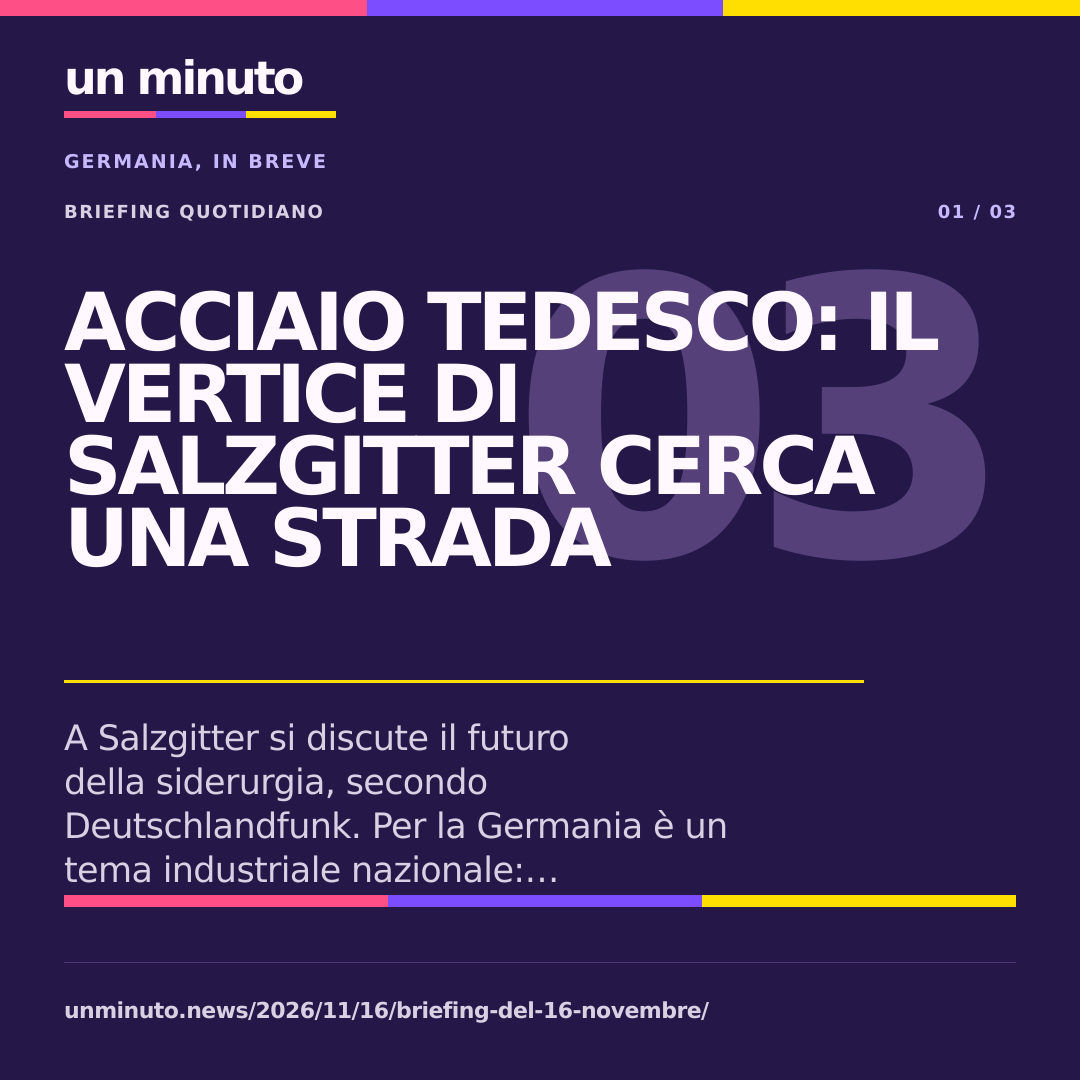 un minuto
GERMANIA, IN BREVE
BRIEFING QUOTIDIANO
01 / 03
03
ACCIAIO TEDESCO: IL
VERTICE DI
SALZGITTER CERCA
UNA STRADA
A Salzgitter si discute il futuro
della siderurgia, secondo
Deutschlandfunk. Per la Germania è un
tema industriale nazionale:…
unminuto.news/2026/11/16/briefing-del-16-novembre/